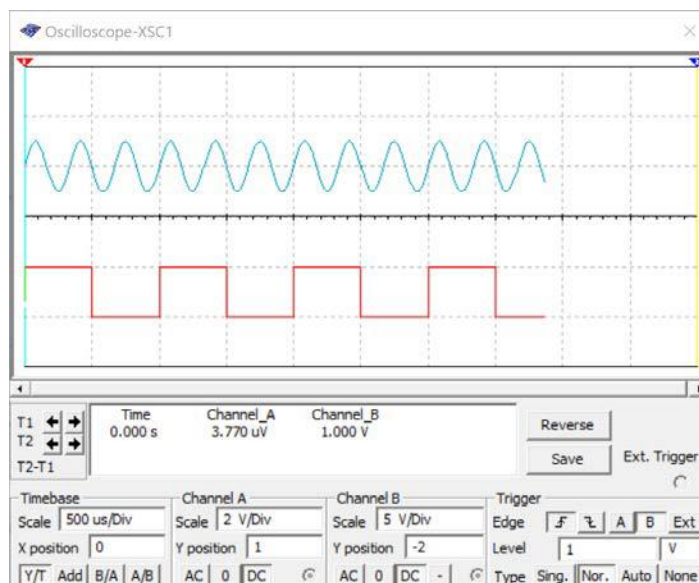 Oscilloscope-XSC1
T1
T2
T2-T1
Time Channel_A Channel_B
0.000 s 3.770 uV 1.000 V
Reverse
Save
Ext. Trigger
Timebase
Scale 500 us/Div
X position 0
Y/T Add B/A A/B
Channel A
Scale 2 V/Div
Y position 1
AC 0 DC
Channel B
Scale 5 V/Div
Y position -2
AC 0 DC -
Trigger
Edge A B Ext
Level 1 V
Type Sing. Nor. Auto None